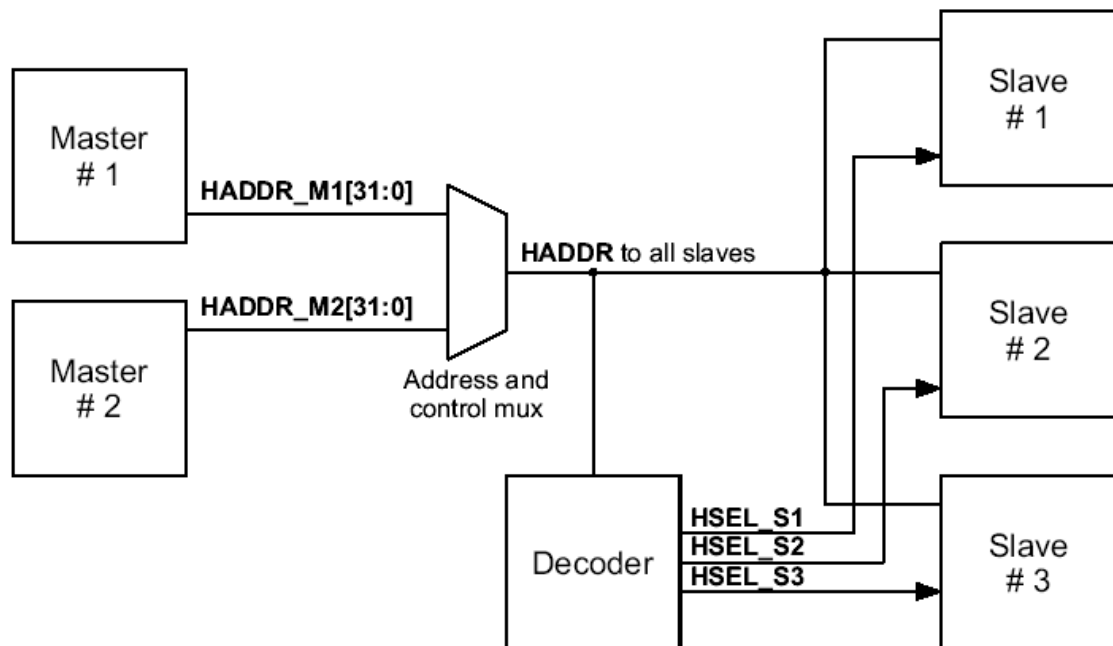 Master
# 1
HADDR_M1[31:0]
HADDR_M2[31:0]
Master
# 2
Address and
control mux
HADDR to all slaves
Decoder
HSEL_S1
HSEL_S2
HSEL_S3
Slave
# 1
Slave
# 2
Slave
# 3